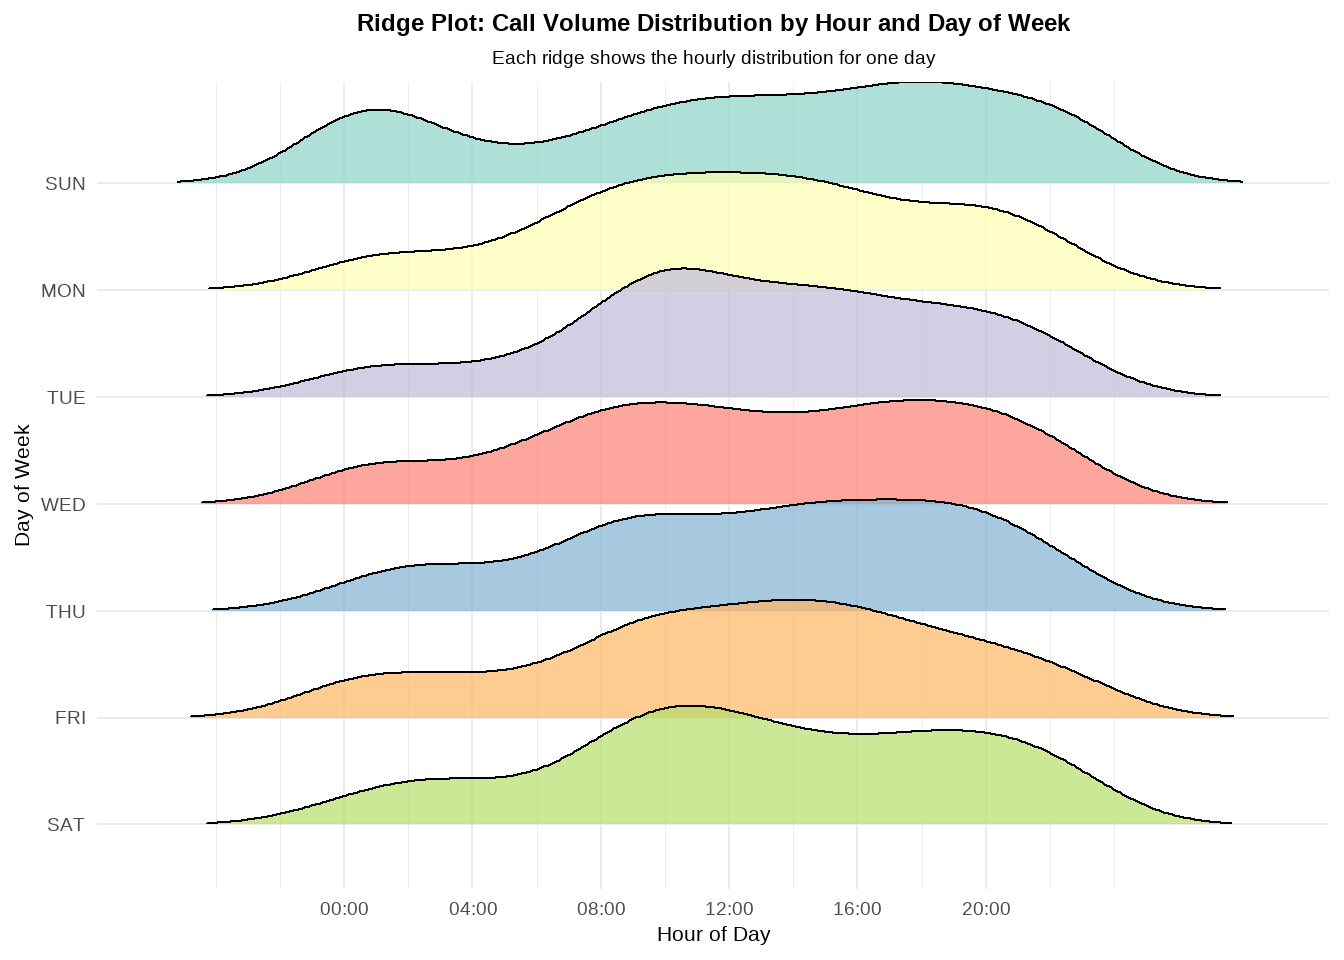 Ridge Plot: Call Volume Distribution by Hour and Day of Week
Each ridge shows the hourly distribution for one day
SUN
MON
TUE
WED
THU
FRI
SAT
Day of Week
00:00 04:00 08:00 12:00 16:00 20:00
Hour of Day